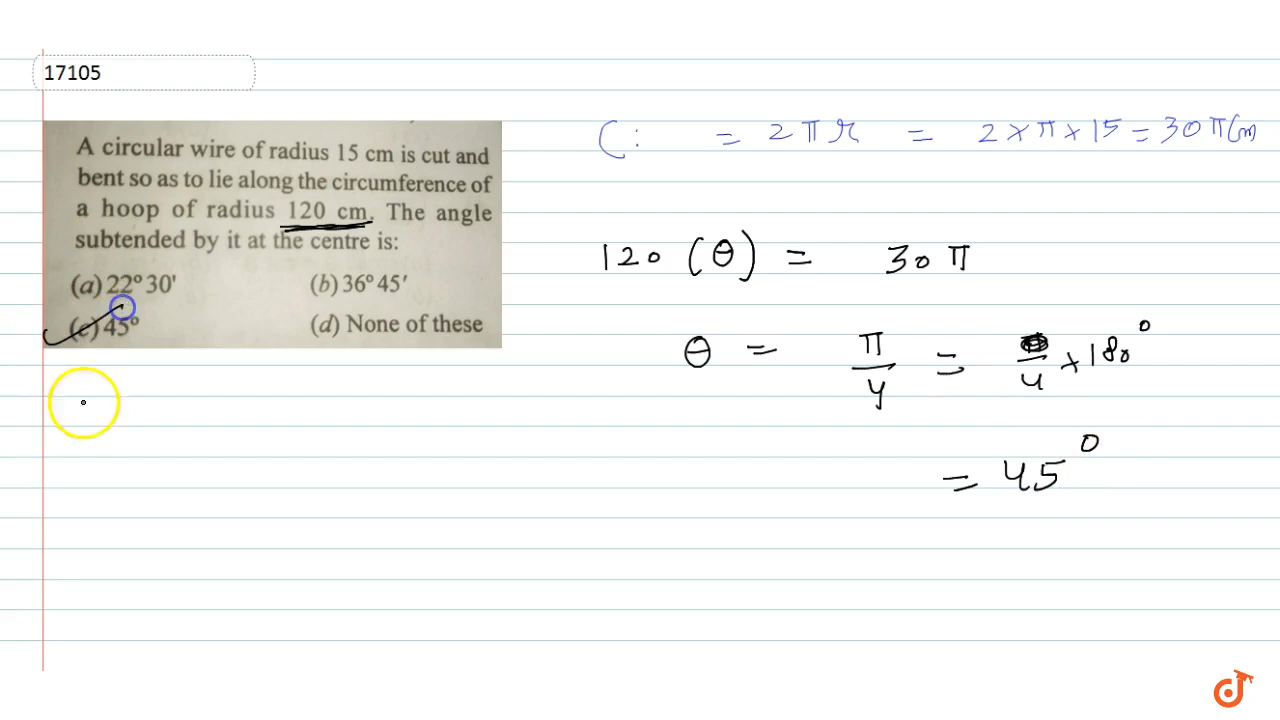 17105
A circular wire of radius 15 cm is cut and
bent so as to lie along the circumference of
a hoop of radius 120 cm. The angle
subtended by it at the centre is:
(a) 22° 30' (b) 36° 45'
(c) 45° (d) None of these
C: = 2πr = 2×π×15 = 30π Cm
120 (θ) = 30π
θ = π/4 = /4 × 180°
= 45°